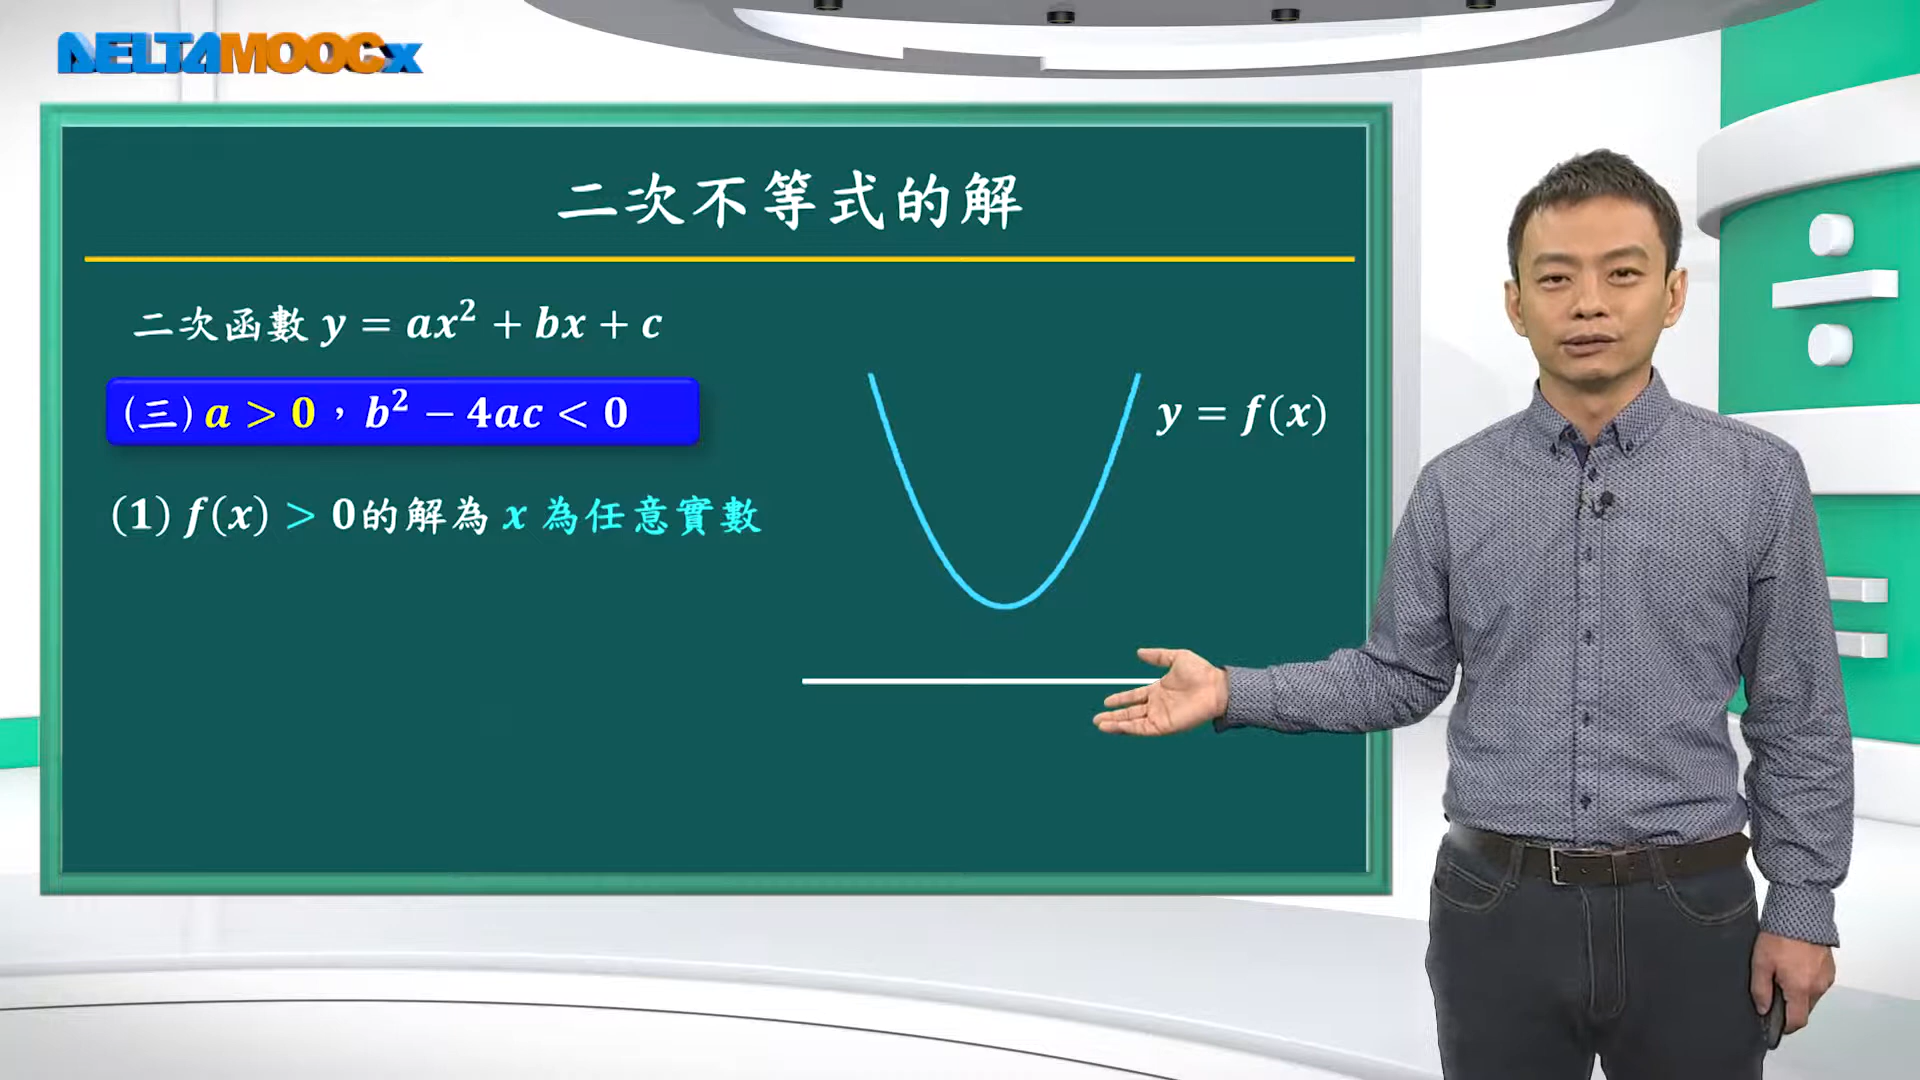 DELTAMOOCx
二次不等式的解
二次函數 y = ax² + bx + c
(三) a > 0，b² − 4ac < 0
y = f(x)
(1) f(x) > 0的解為 x 為任意實數